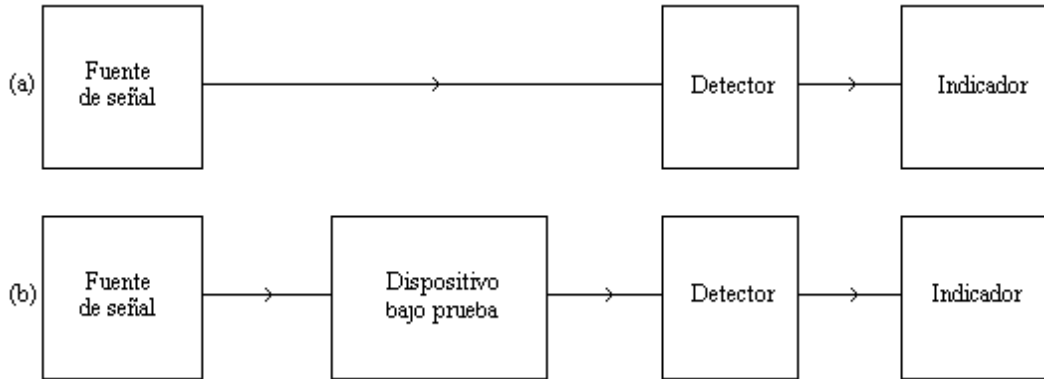 (a)
Fuente
de señal
Detector
Indicador
(b)
Fuente
de señal
Dispositivo
bajo prueba
Detector
Indicador